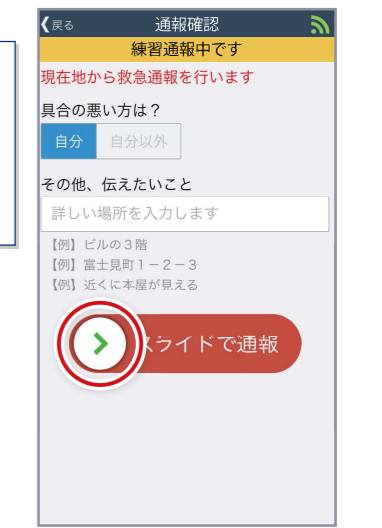 戻る 通報確認
練習通報中です
現在地から救急通報を行います
具合の悪い方は？
自分 自分以外
その他、伝えたいこと
詳しい場所を入力します
【例】ビルの３階
【例】富士見町１－２－３
【例】近くに本屋が見える
スライドで通報